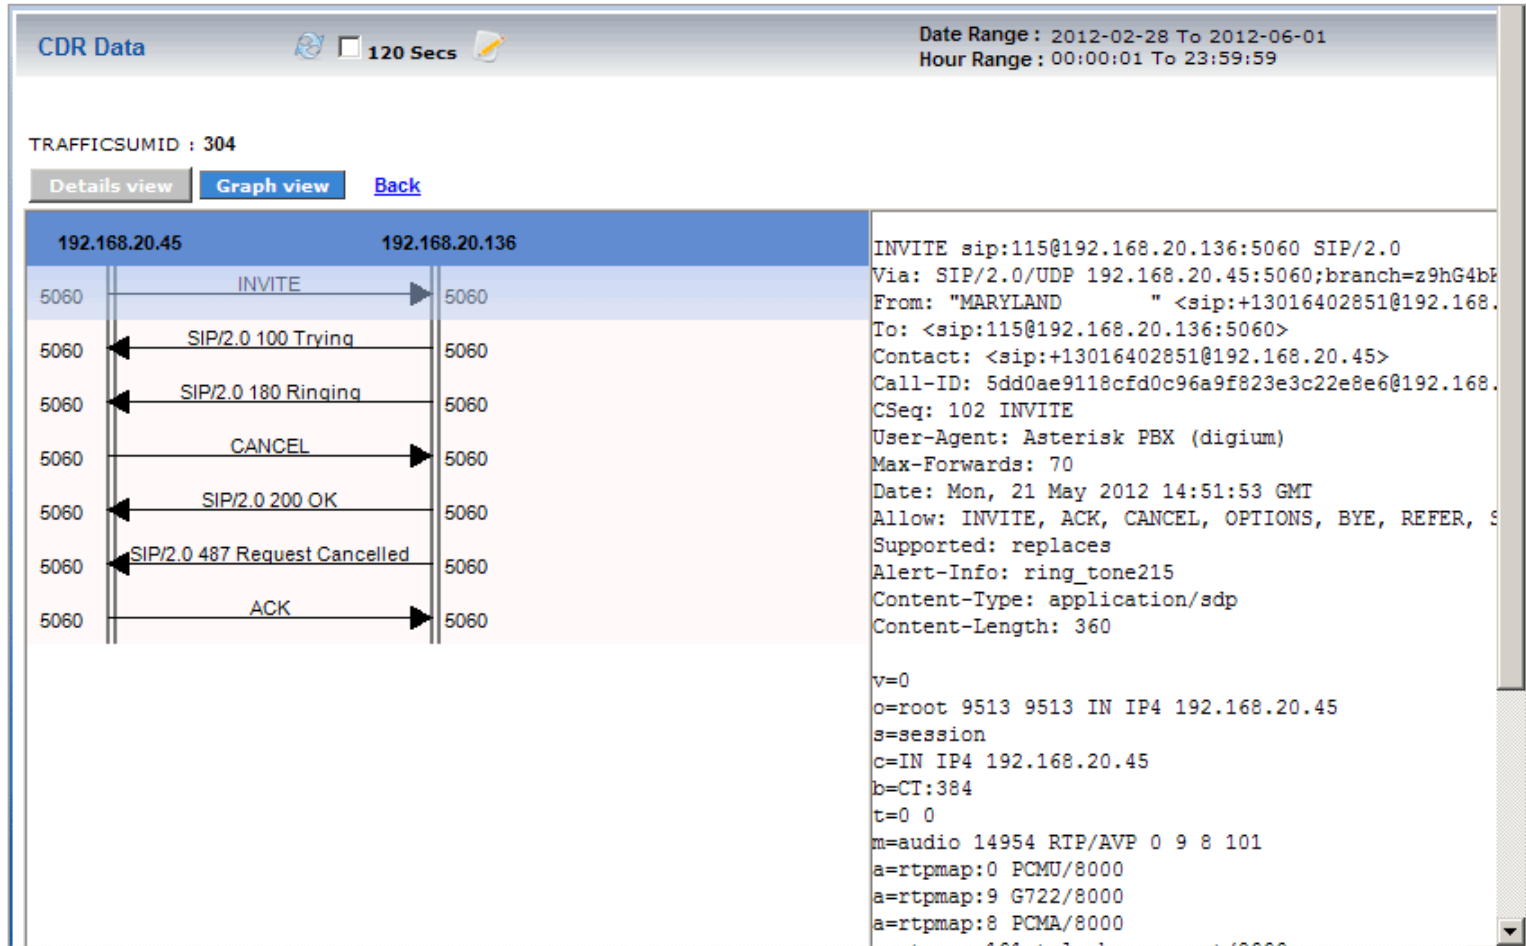 CDR Data
120 Secs
Date Range : 2012-02-28 To 2012-06-01
Hour Range : 00:00:01 To 23:59:59
TRAFFICSUMID : 304
Details view Graph view Back
192.168.20.45 192.168.20.136
5060 INVITE 5060
5060 SIP/2.0 100 Trying 5060
5060 SIP/2.0 180 Ringing 5060
5060 CANCEL 5060
5060 SIP/2.0 200 OK 5060
5060 SIP/2.0 487 Request Cancelled 5060
5060 ACK 5060
INVITE sip:115@192.168.20.136:5060 SIP/2.0
Via: SIP/2.0/UDP 192.168.20.45:5060;branch=z9hG4b
From: "MARYLAND " <sip:+13016402851@192.168.
To: <sip:115@192.168.20.136:5060>
Contact: <sip:+13016402851@192.168.20.45>
Call-ID: 5dd0ae9118cfd0c96a9f823e3c22e8e6@192.168.
CSeq: 102 INVITE
User-Agent: Asterisk PBX (digium)
Max-Forwards: 70
Date: Mon, 21 May 2012 14:51:53 GMT
Allow: INVITE, ACK, CANCEL, OPTIONS, BYE, REFER,
Supported: replaces
Alert-Info: ring_tone215
Content-Type: application/sdp
Content-Length: 360
v=0
o=root 9513 9513 IN IP4 192.168.20.45
s=session
c=IN IP4 192.168.20.45
b=CT:384
t=0 0
m=audio 14954 RTP/AVP 0 9 8 101
a=rtpmap:0 PCMU/8000
a=rtpmap:9 G722/8000
a=rtpmap:8 PCMA/8000